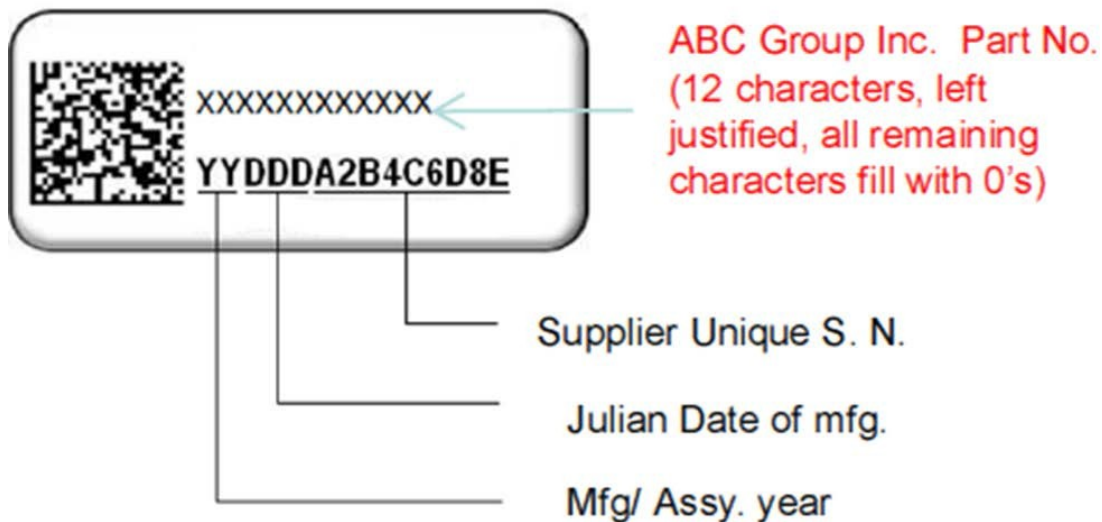 XXXXXXXXXXXX
YYDDDA2B4C6D8E
ABC Group Inc. Part No.
(12 characters, left
justified, all remaining
characters fill with 0's)
Supplier Unique S. N.
Julian Date of mfg.
Mfg/ Assy. year